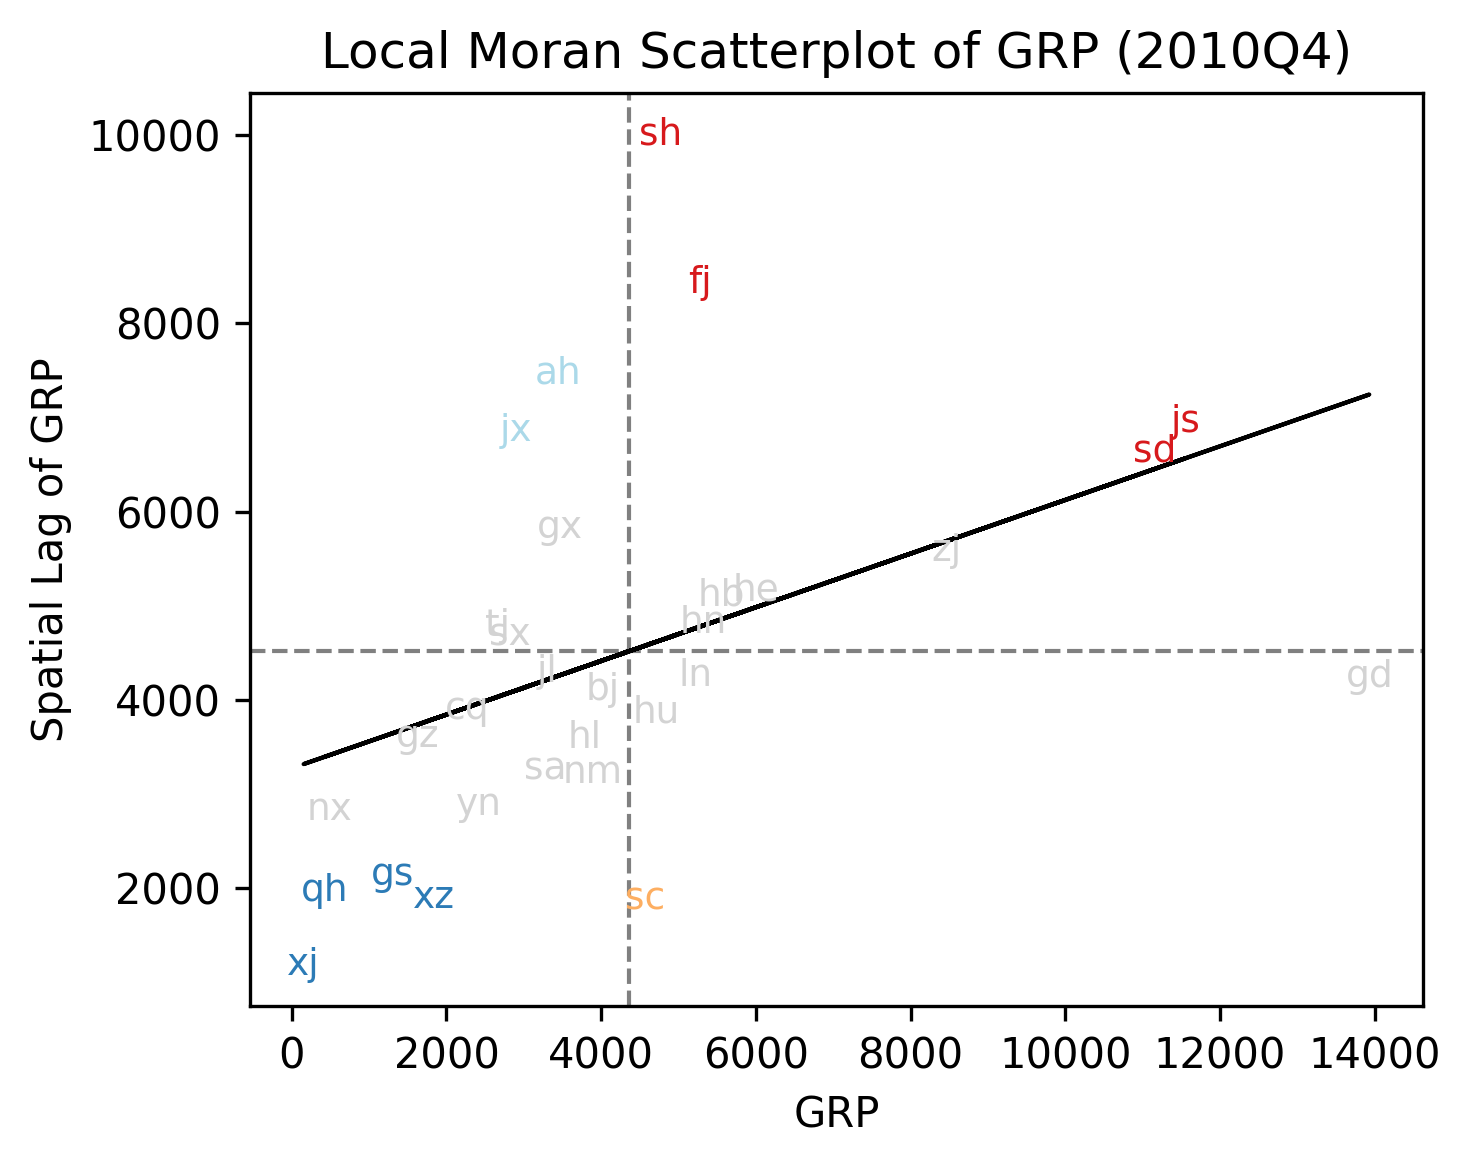 Local Moran Scatterplot of GRP (2010Q4)
10000
sh
8000
fj
ah
jx
js
sd
6000
gx
zj
hb
he
hn
tj
sx
jl
ln
gd
4000
bj
hu
cq
gz
hl
sa
nm
nx
yn
2000
gs
qh
xz
sc
xj
Spatial Lag of GRP
0
2000
4000
6000
8000
10000
12000
14000
GRP